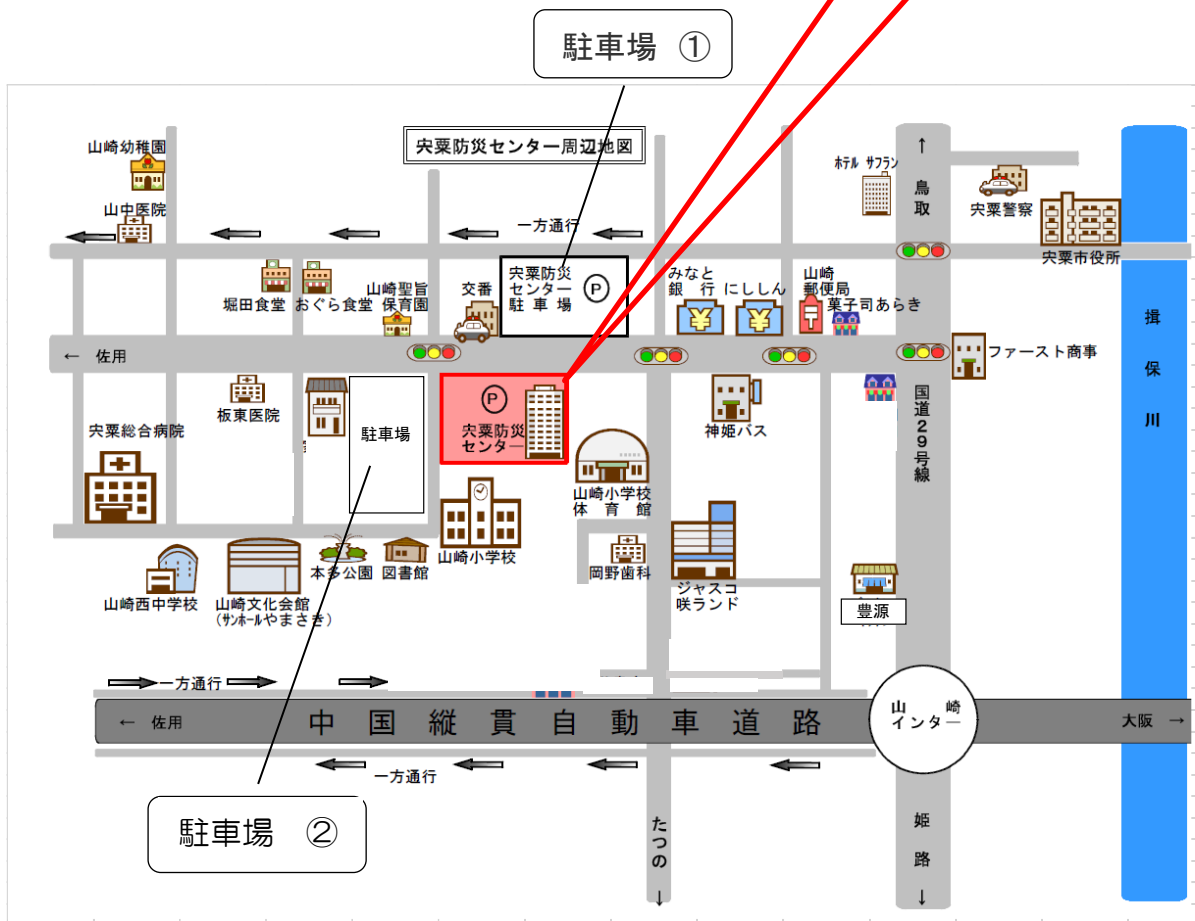 駐車場 ①
宍粟防災センター周辺地図
山崎幼稚園
山中医院
一方通行
ホテル サフラン
↑
鳥取
宍粟警察
宍粟市役所
堀田食堂
おぐら食堂
山崎聖旨
保育園
交番
宍粟防災
センター
駐車場
P
みなと
銀行
にししん
山崎
郵便局
菓子司あらき
← 佐用
ファースト商事
揖保川
板東医院
駐車場
P
宍粟防災
センター
神姫バス
国道29号線
宍粟総合病院
山崎小学校
体育館
山崎小学校
岡野歯科
ジャスコ
咲ランド
本多公園
図書館
山崎西中学校
山崎文化会館
(サンホールやまさき)
豊源
一方通行
← 佐用
中国縦貫自動車道路
山崎
インター
大阪 →
一方通行
たつの
↓
姫路
↓
駐車場 ②